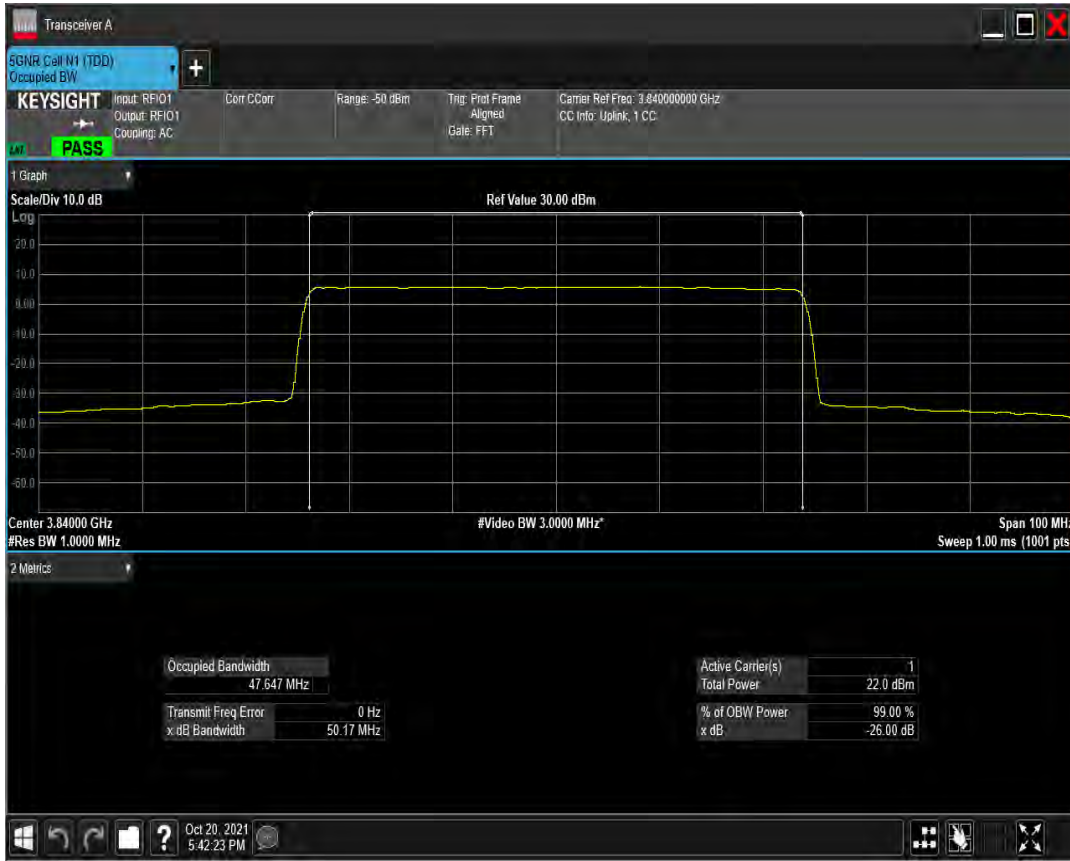 Transceiver A
5GNR Cell N1 (TDD)
Occupied BW
+
KEYSIGHT
Input: RFIO1
Output: RFIO1
Coupling: AC
Corr CCorr
Range: -50 dBm
Trig: Prot Frame
Aligned
Gate: FFT
Carrier Ref Freq: 3.840000000 GHz
CC Info: Uplink, 1 CC
PASS
1 Graph
Scale/Div 10.0 dB
Ref Value 30.00 dBm
Log
20.0
10.0
0.00
-10.0
-20.0
-30.0
-40.0
-50.0
-60.0
Center 3.84000 GHz
#Video BW 3.0000 MHz*
Span 100 MHz
#Res BW 1.0000 MHz
Sweep 1.00 ms (1001 pts
2 Metrics
Occupied Bandwidth
47.647 MHz
Transmit Freq Error 0 Hz
x dB Bandwidth 50.17 MHz
Active Carrier(s) 1
Total Power 22.0 dBm
% of OBW Power 99.00 %
x dB -26.00 dB
?
Oct 20, 2021
5:42:23 PM